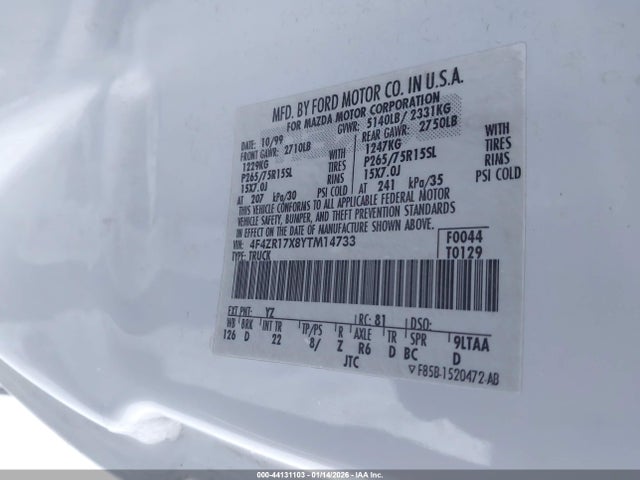 MFD. BY FORD MOTOR CO. IN U.S.A.
FOR MAZDA MOTOR CORPORATION
DATE: 10/99 GVWR: 5140LB/ 2331KG
FRONT GAWR: 2710LB REAR GAWR: 2750LB
1229KG WITH 1247KG WITH
P265/75R15SL TIRES P265/75R15SL TIRES
15X7.0J RIMS 15X7.0J RIMS
AT 207 kPa/30 PSI COLD AT 241 kPa/35 PSI COLD
THIS VEHICLE CONFORMS TO ALL APPLICABLE FEDERAL MOTOR
VEHICLE SAFETY, BUMPER, AND THEFT PREVENTION STANDARDS
IN EFFECT ON THE DATE OF MANUFACTURE SHOWN ABOVE.
VIN: 4F4ZR17X8YTM14733 F0044
TYPE: TRUCK T0129
EXT PNT: YZ RC: 81 DSO:
WB BRK INT TR TP/PS R AXLE TR SPR 9LTAA
126 D 22 8/ Z R6 D BC D
JTC ▽F85B-1520472-AB
000-44131103 - 01/14/2026 - IAA Inc.